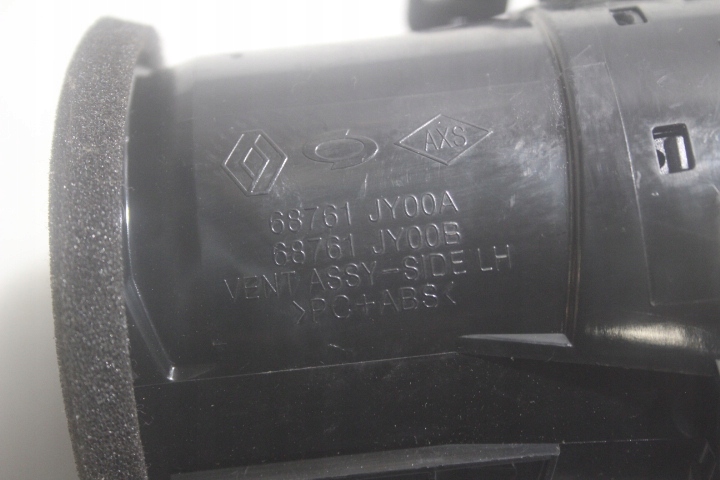 AXS
68761 JY00A
68761 JY00B
VENT ASSY-SIDE LH
>PC+ABS<